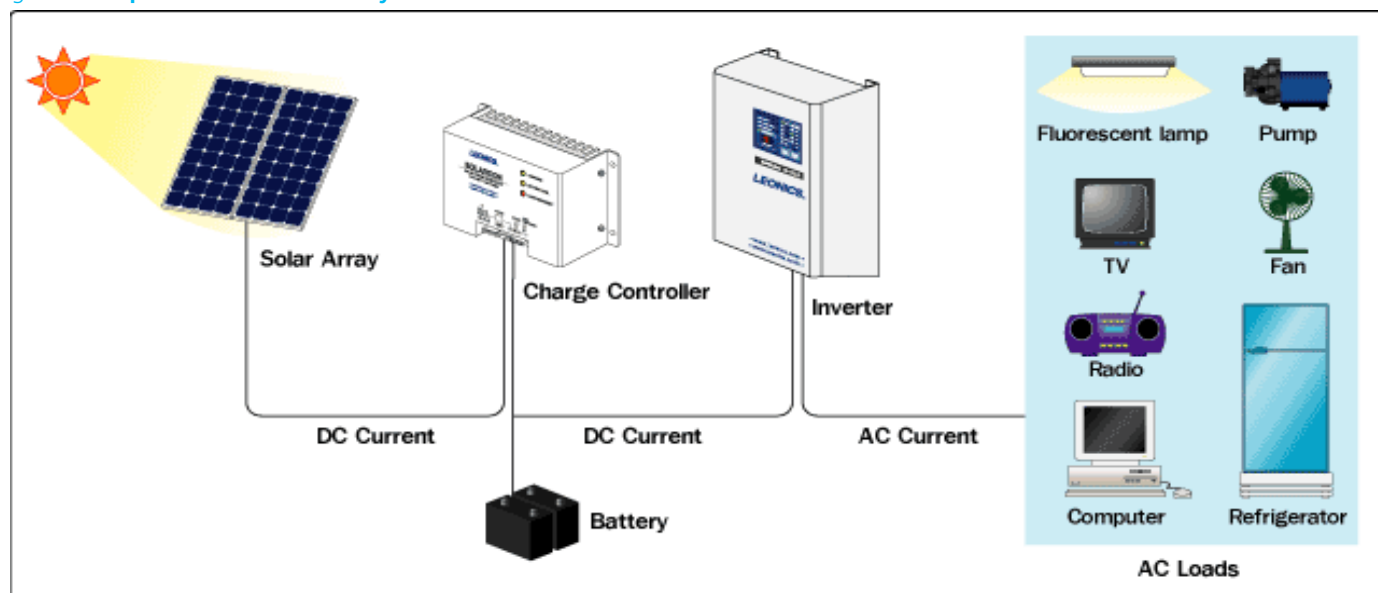 Fluorescent lamp
Pump
LEONICS
Solar Array
Charge Controller
Inverter
TV
Fan
Radio
DC Current
DC Current
AC Current
Battery
Computer
Refrigerator
AC Loads